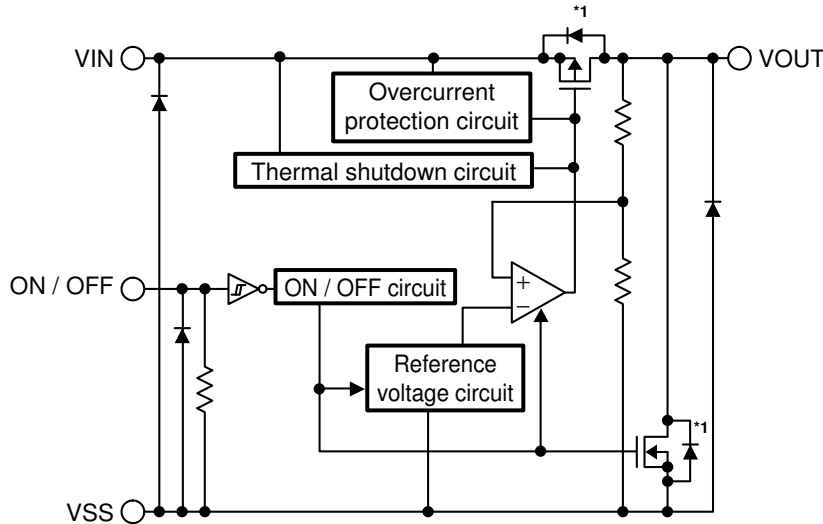 *1
VIN
VOUT
Overcurrent
protection circuit
Thermal shutdown circuit
ON / OFF
ON / OFF circuit
+
−
Reference
voltage circuit
*1
VSS